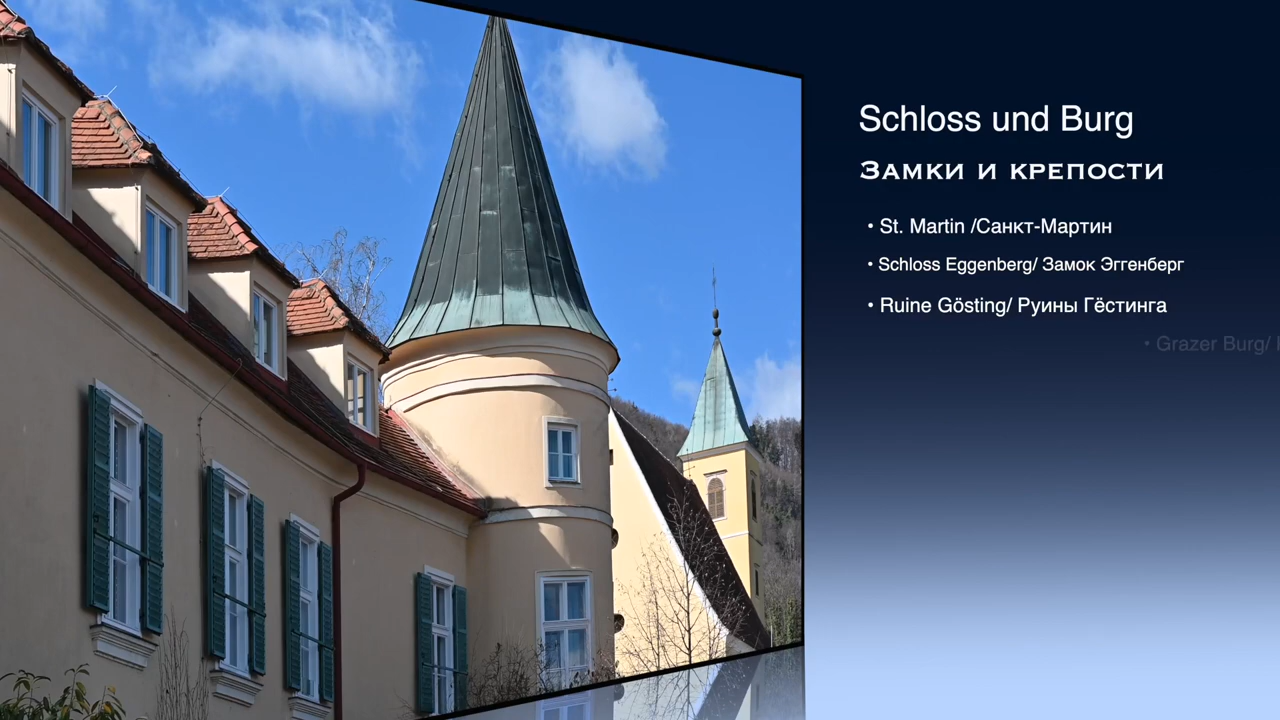 Schloss und Burg
Замки и крепости
• St. Martin /Санкт-Мартин
• Schloss Eggenberg/ Замок Эггенберг
• Ruine Gösting/ Руины Гёстинга
• Grazer Burg/